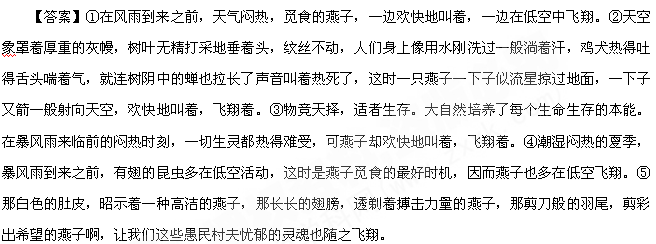 【答案】①在风雨到来之前，天气闷热，觅食的燕子，一边欢快地叫着，一边在低空中飞翔。②天空
象罩着厚重的灰幔，树叶无精打采地垂着头，纹丝不动，人们身上像用水刚洗过一般淌着汗，鸡犬热得吐
得舌头喘着气，就连树阴中的蝉也拉长了声音叫着热死了，这时一只燕子一下子似流星掠过地面，一下子
又箭一般射向天空，欢快地叫着，飞翔着。③物竞天择，适者生存。大自然培养了每个生命生存的本能。
在暴风雨来临前的闷热时刻，一切生灵都热得难受，可燕子却欢快地叫着，飞翔着。④潮湿闷热的夏季，
暴风雨到来之前，有翅的昆虫多在低空活动，这时是燕子觅食的最好时机，因而燕子也多在低空飞翔。⑤
那白色的肚皮，昭示着一种高洁的燕子，那长长的翅膀，透剔着搏击力量的燕子，那剪刀般的羽尾，剪彩
出希望的燕子啊，让我们这些愚民村夫忧郁的灵魂也随之飞翔。